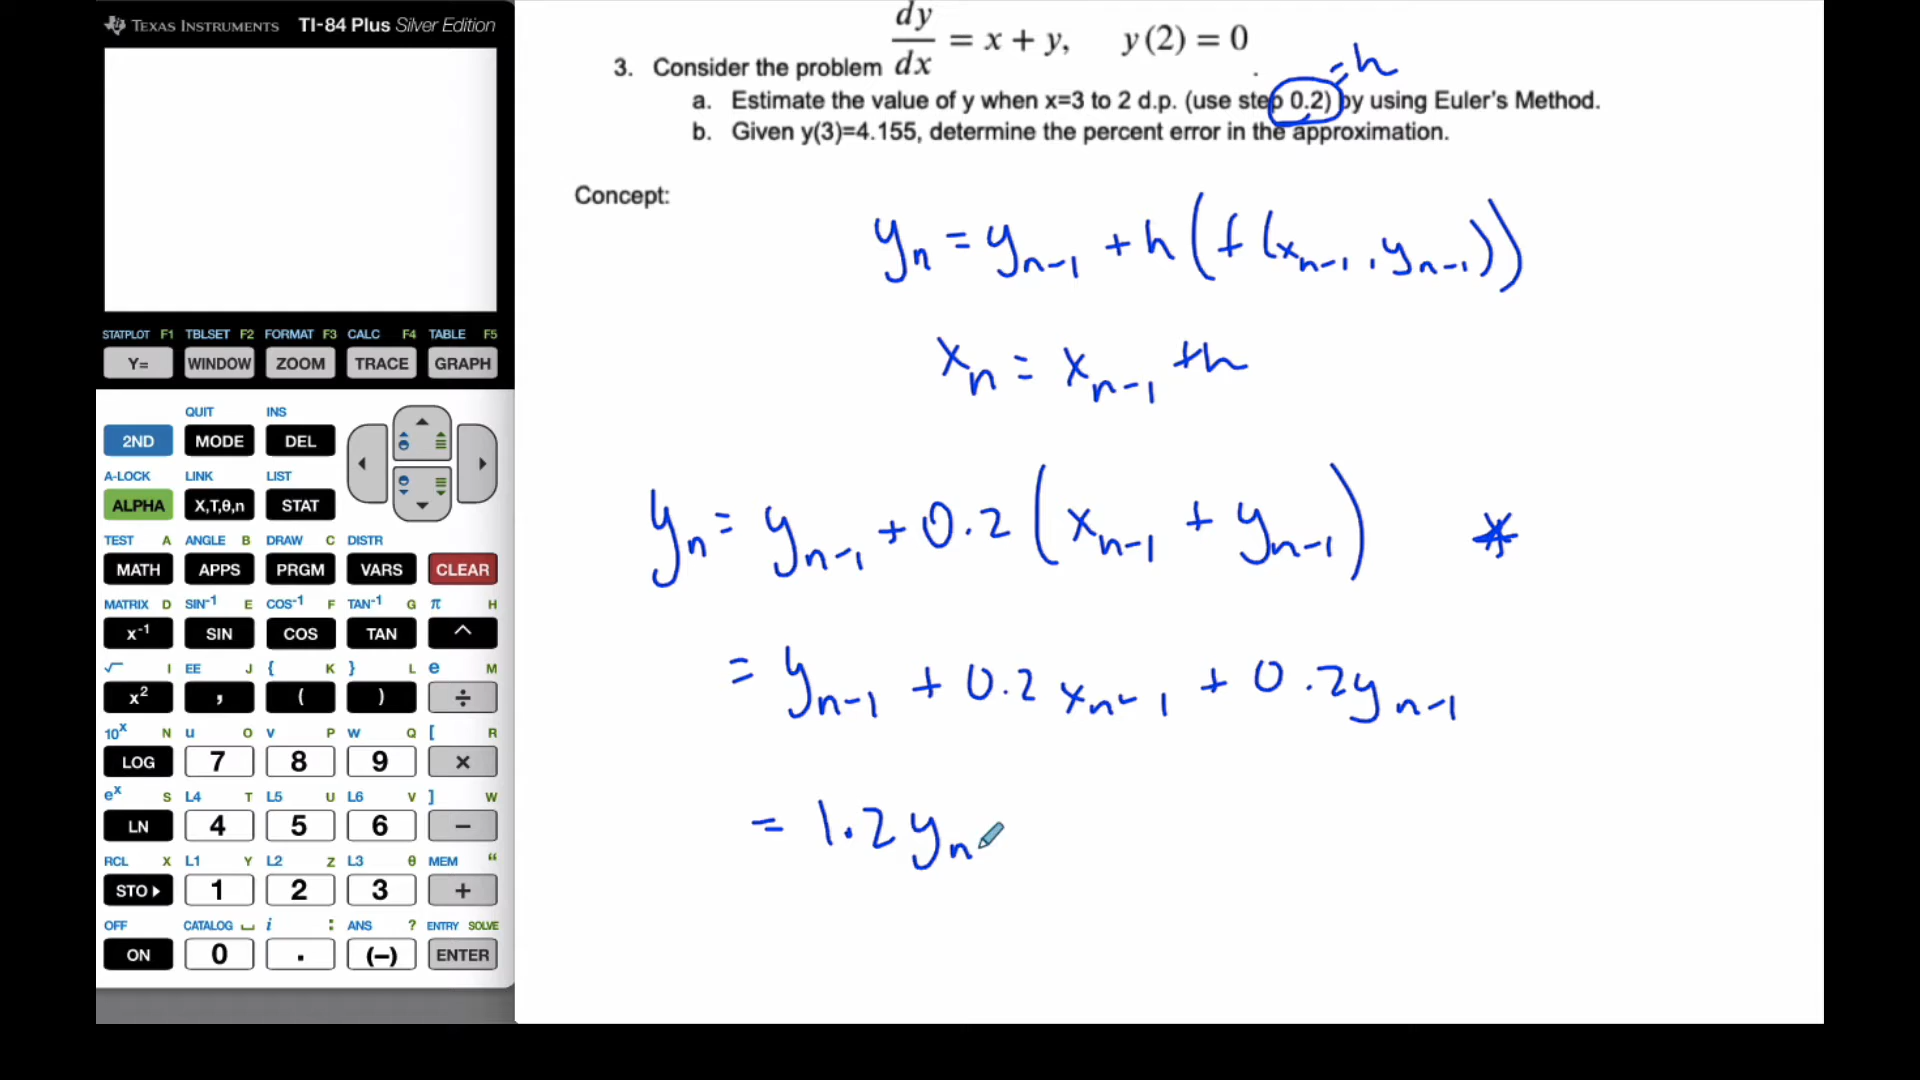 TEXAS INSTRUMENTS TI-84 Plus Silver Edition
STATPLOT F1 TBLSET F2 FORMAT F3 CALC F4 TABLE F5
Y= WINDOW ZOOM TRACE GRAPH
QUIT INS
2ND MODE DEL
A-LOCK LINK LIST
ALPHA X,T,θ,n STAT
TEST A ANGLE B DRAW C DISTR
MATH APPS PRGM VARS CLEAR
MATRIX D SIN⁻¹ E COS⁻¹ F TAN⁻¹ G π H
x⁻¹ SIN COS TAN ^
√ I EE J { K } L e M
x² , ( ) ÷
10ˣ N u O v P w Q [ R
LOG 7 8 9 ×
eˣ S L4 T L5 U L6 V ] W
LN 4 5 6 −
RCL X L1 Y L2 Z L3 θ MEM “
STO▸ 1 2 3 +
OFF CATALOG ␣ i : ANS ? ENTRY SOLVE
ON 0 . (−) ENTER
3. Consider the problem dy/dx = x + y, y(2) = 0
= h
a. Estimate the value of y when x=3 to 2 d.p. (use step 0.2) by using Euler's Method.
b. Given y(3)=4.155, determine the percent error in the approximation.
Concept:
yₙ = yₙ₋₁ + h (f(xₙ₋₁, yₙ₋₁))
xₙ = xₙ₋₁ + h
yₙ = yₙ₋₁ + 0.2 (xₙ₋₁ + yₙ₋₁) *
= yₙ₋₁ + 0.2 xₙ₋₁ + 0.2yₙ₋₁
= 1.2 yₙ